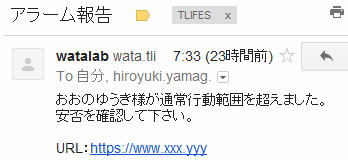 アラーム報告
TLIFES x
watalab wata.tli 7:33 (23時間前)
To 自分, hiroyuki.yamag.
おおのゆうき様が通常行動範囲を超えました。
安否を確認して下さい。
URL：https://www.xxx.yyy